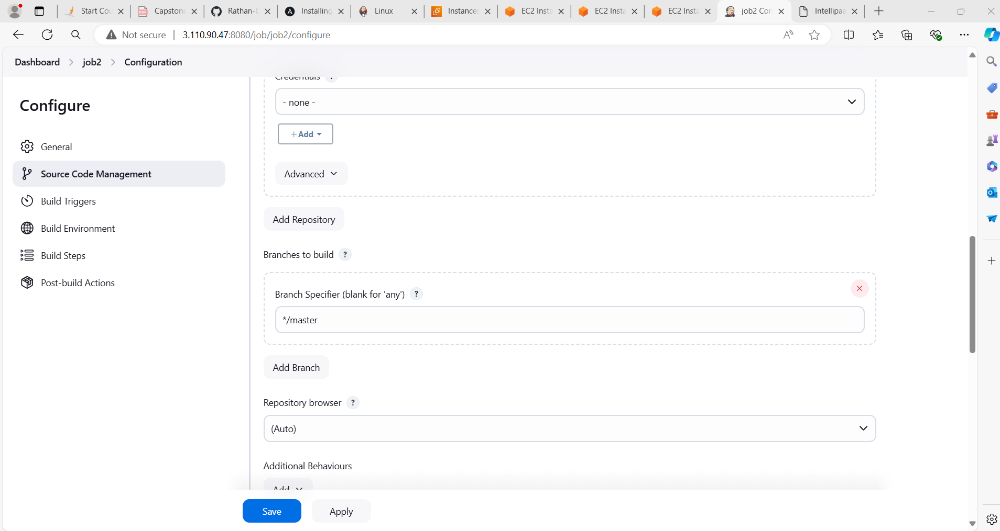 Start Cou
Capstone
Rathan-
Installing
Linux
Instances
EC2 Insta
EC2 Insta
EC2 Insta
job2 Con
Intellipaa
Not secure
3.110.90.47:8080/job/job2/configure
Dashboard
job2
Configuration
Configure
General
Source Code Management
Build Triggers
Build Environment
Build Steps
Post-build Actions
Credentials ?
- none -
+ Add
Advanced
Add Repository
Branches to build ?
Branch Specifier (blank for 'any') ?
*/master
Add Branch
Repository browser ?
(Auto)
Additional Behaviours
Add
Save
Apply